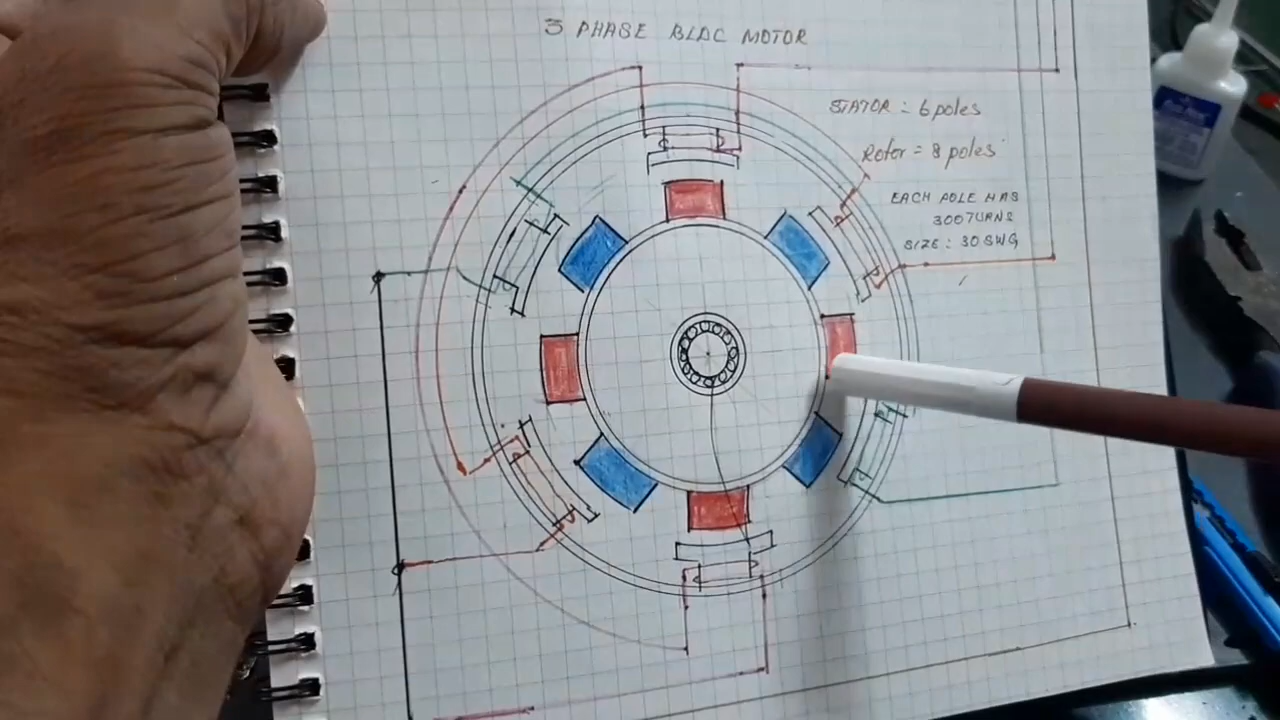 3 PHASE BLDC MOTOR
STATOR = 6 poles
Rotor = 8 poles
EACH POLE HAS
300 TURNS
SIZE : 30 SWG